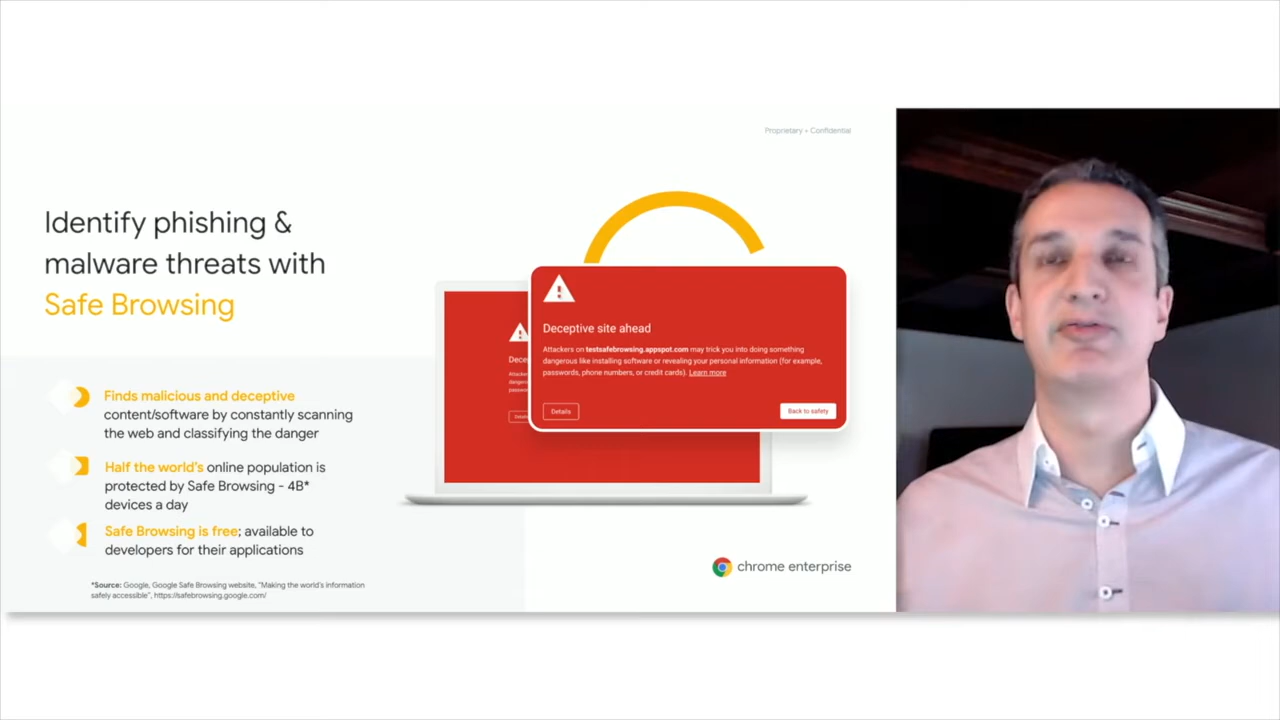 Proprietary + Confidential
Identify phishing &
malware threats with
Safe Browsing
Finds malicious and deceptive
content/software by constantly scanning
the web and classifying the danger
Half the world's online population is
protected by Safe Browsing - 4B*
devices a day
Safe Browsing is free; available to
developers for their applications
*Source: Google, Google Safe Browsing website, "Making the world's information
safely accessible", https://safebrowsing.google.com/
Deceptive site ahead
Attackers on testsafebrowsing.appspot.com may trick you into doing something
dangerous like installing software or revealing your personal information (for example,
passwords, phone numbers, or credit cards). Learn more
Details
Back to safety
chrome enterprise